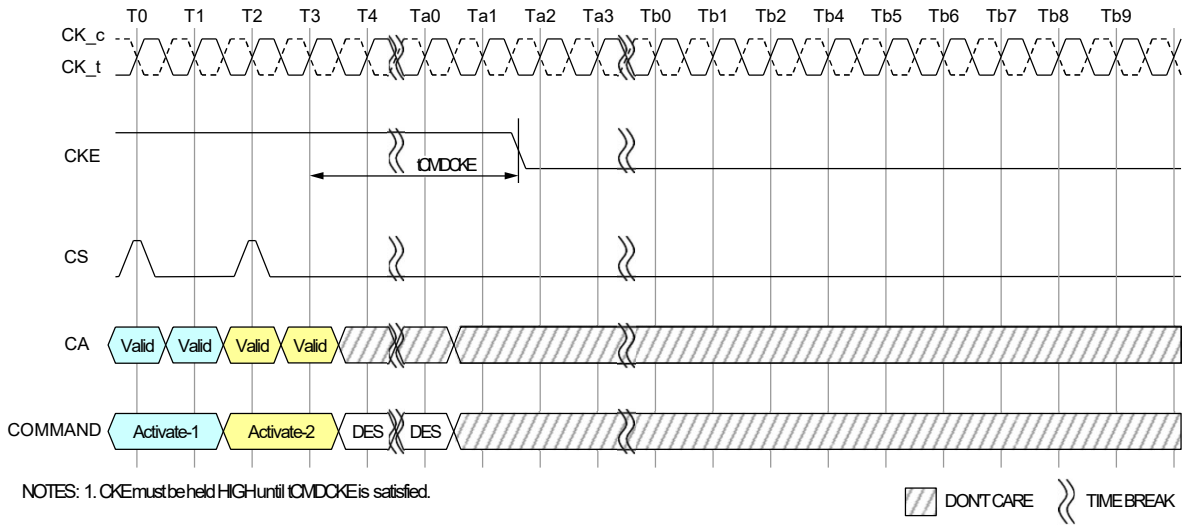 T0 T1 T2 T3 T4 Ta0 Ta1 Ta2 Ta3 Tb0 Tb1 Tb2 Tb3 Tb4 Tb5 Tb6 Tb7 Tb8 Tb9
CK_c
CK_t
CKE
tCMDCKE
CS
CA Valid Valid Valid Valid
COMMAND Activate-1 Activate-2 DES DES
NOTES: 1. CKE must be held HIGH until tCMDCKE is satisfied.
DON'T CARE TIME BREAK